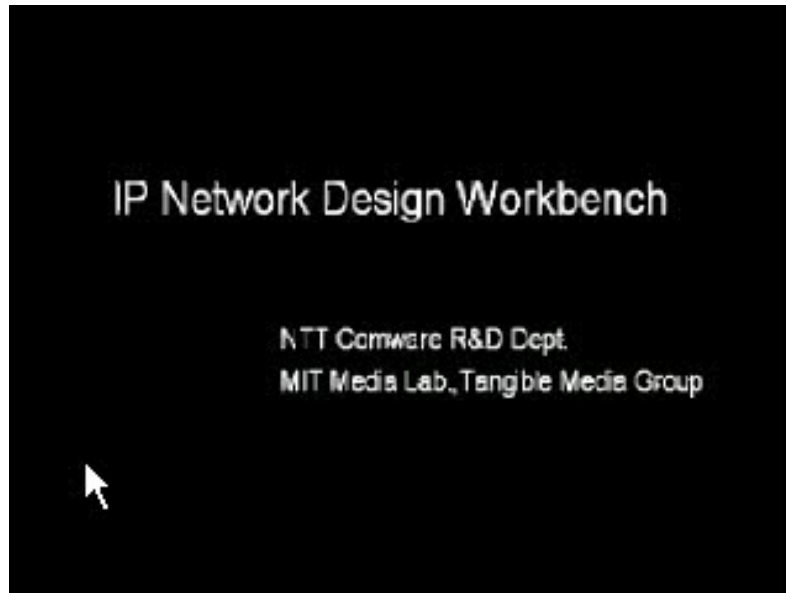 IP Network Design Workbench
NTT Comware R&D Dept.
MIT Media Lab., Tangible Media Group